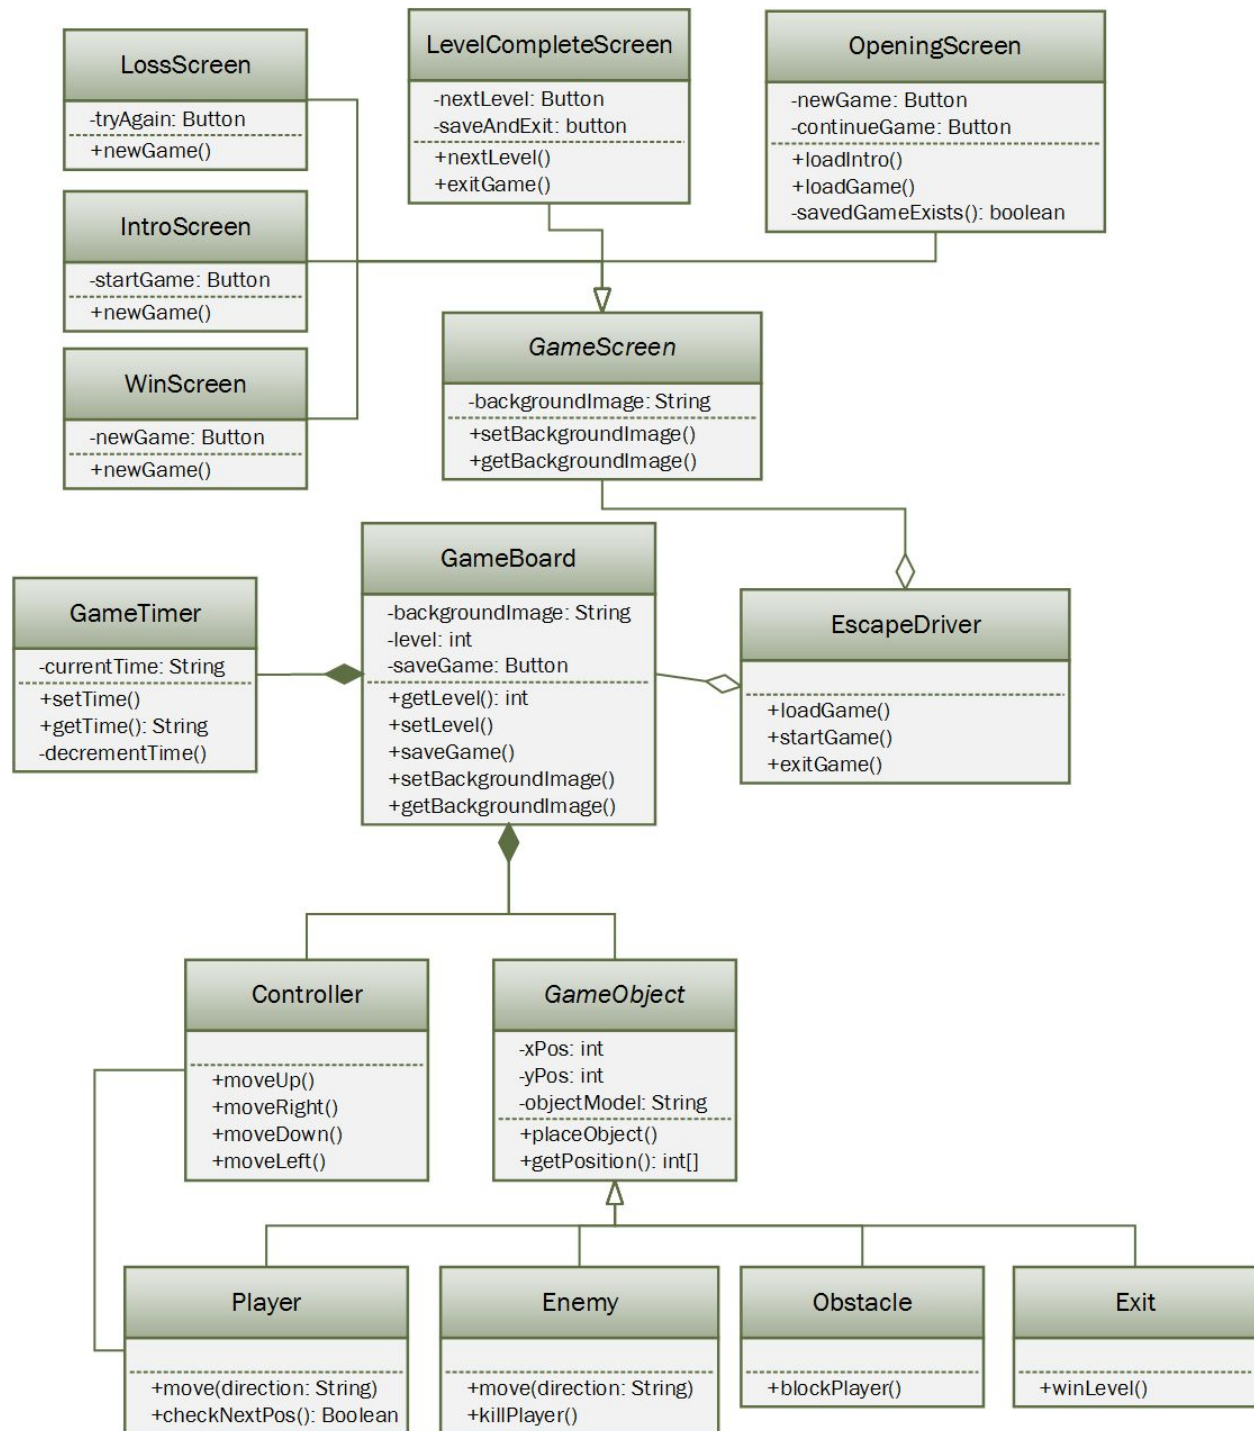 LossScreen
-tryAgain: Button
+newGame()
LevelCompleteScreen
-nextLevel: Button
-saveAndExit: button
+nextLevel()
+exitGame()
OpeningScreen
-newGame: Button
-continueGame: Button
+loadIntro()
+loadGame()
-savedGameExists(): boolean
IntroScreen
-startGame: Button
+newGame()
WinScreen
-newGame: Button
+newGame()
GameScreen
-backgroundImage: String
+setBackgroundImage()
+getBackgroundImage()
GameTimer
-currentTime: String
+setTime()
+getTime(): String
-decrementTime()
GameBoard
-backgroundImage: String
-level: int
-saveGame: Button
+getLevel(): int
+setLevel()
+saveGame()
+setBackgroundImage()
+getBackgroundImage()
EscapeDriver
+loadGame()
+startGame()
+exitGame()
Controller
+moveUp()
+moveRight()
+moveDown()
+moveLeft()
GameObject
-xPos: int
-yPos: int
-objectModel: String
+placeObject()
+getPosition(): int[]
Player
+move(direction: String)
+checkNextPos(): Boolean
Enemy
+move(direction: String)
+killPlayer()
Obstacle
+blockPlayer()
Exit
+winLevel()